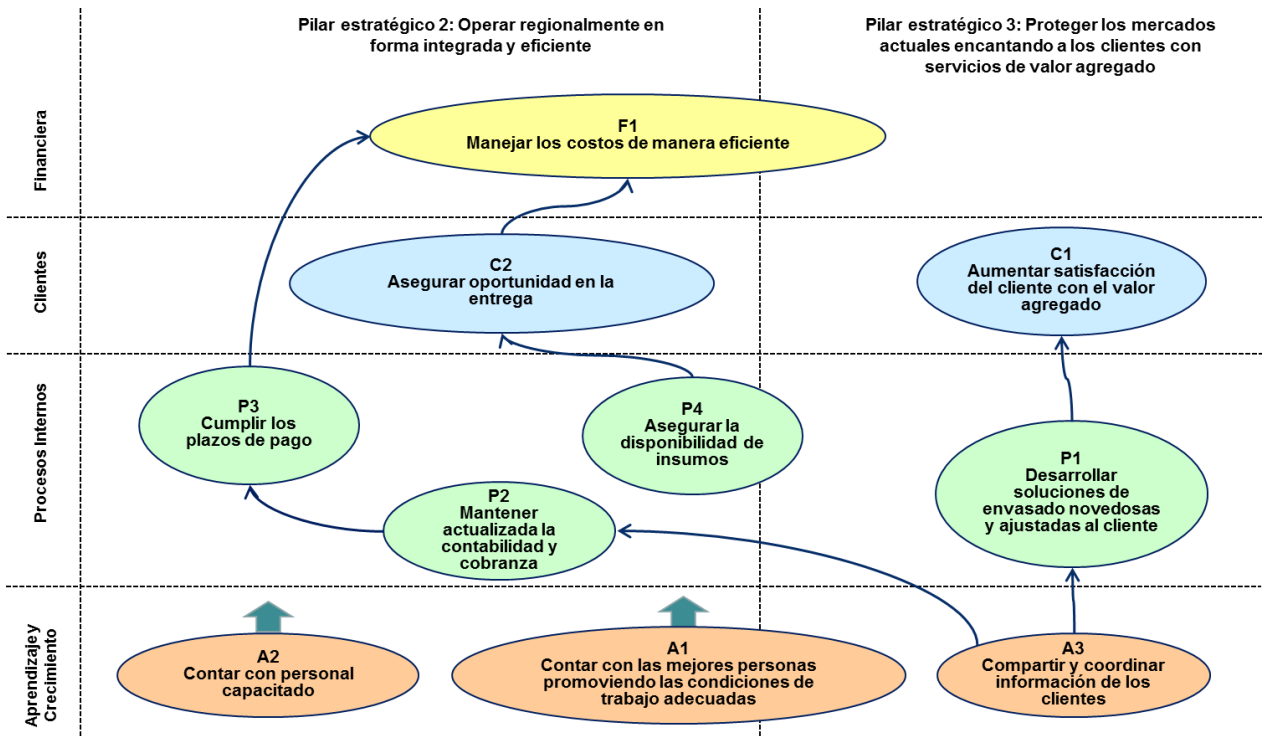 Pilar estratégico 2: Operar regionalmente en
forma integrada y eficiente
Pilar estratégico 3: Proteger los mercados
actuales encantando a los clientes con
servicios de valor agregado
Financiera
F1
Manejar los costos de manera eficiente
Clientes
C2
Asegurar oportunidad en la
entrega
C1
Aumentar satisfacción
del cliente con el valor
agregado
Procesos Internos
P3
Cumplir los
plazos de pago
P4
Asegurar la
disponibilidad de
insumos
P1
Desarrollar
soluciones de
envasado novedosas
y ajustadas al cliente
P2
Mantener
actualizada la
contabilidad y
cobranza
Aprendizaje y
Crecimiento
A2
Contar con personal
capacitado
A1
Contar con las mejores personas
promoviendo las condiciones de
trabajo adecuadas
A3
Compartir y coordinar
información de los
clientes